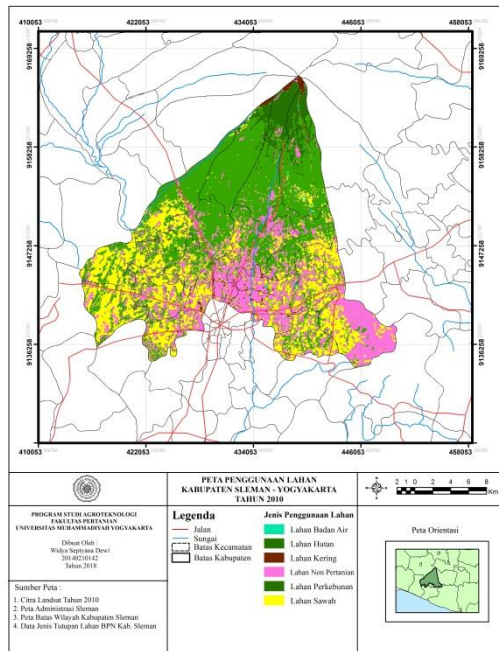 410053 422053 434053 446053 458053
9169258 9169258
9158258 9158258
9147258 9147258
9136258 9136258
410053 422053 434053 446053 458053
PROGRAM STUDI AGROTEKNOLOGI
FAKULTAS PERTANIAN
UNIVERSITAS MUHAMMADIYAH YOGYAKARTA
Dibuat Oleh :
Widya Septyana Dewi
20140210142
Tahun 2018
Sumber Peta :
1. Citra Landsat Tahun 2010
2. Peta Administrasi Sleman
3. Peta Batas Wilayah Kabupaten Sleman
4. Data Jenis Tutupan Lahan BPN Kab. Sleman
PETA PENGGUNAAN LAHAN
KABUPATEN SLEMAN - YOGYAKARTA
TAHUN 2010
Legenda
Jalan
Sungai
Batas Kecamatan
Batas Kabupaten
Jenis Penggunaan Lahan
Lahan Badan Air
Lahan Hutan
Lahan Kering
Lahan Non Pertanian
Lahan Perkebunan
Lahan Sawah
2 1 0 2 4 6 8
Km
Peta Orientasi